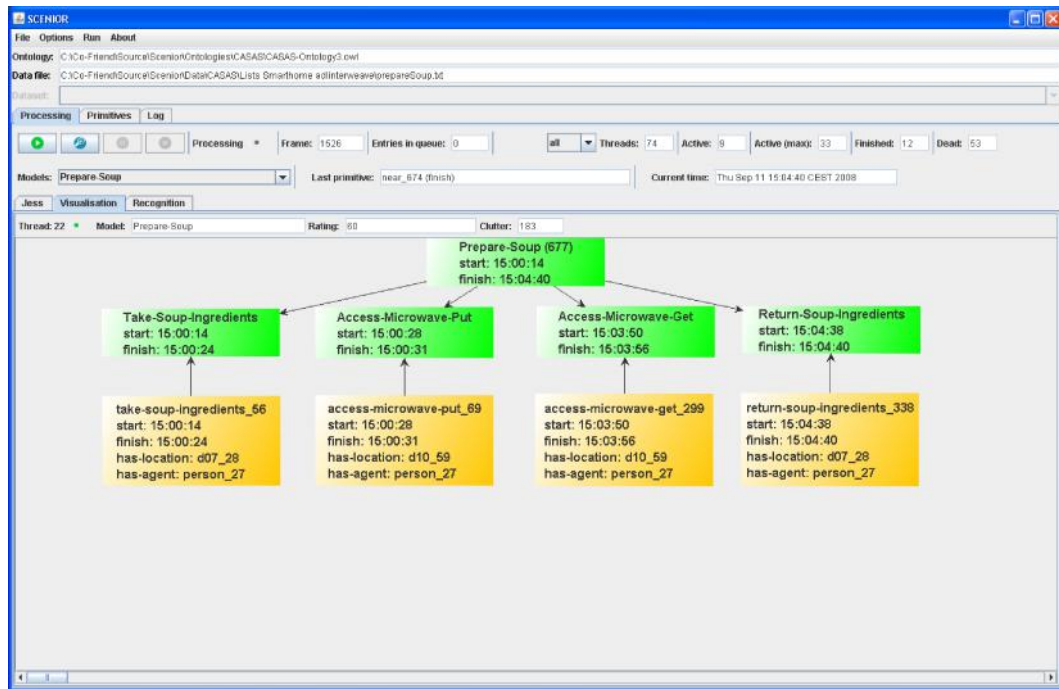 SCENIOR
File Options Run About
Ontology: C:\Co-Friend\Source\Scenior\Ontologies\CASAS\CASAS-Ontology3.owl
Data file: C:\Co-Friend\Source\Scenior\Data\CASAS\Lists Smarthome adlinterweave\prepareSoup.txt
Dataset:
Processing Primitives Log
Processing * Frame: 1526 Entries in queue: 0 all Threads: 74 Active: 9 Active (max): 33 Finished: 12 Dead: 53
Models: Prepare-Soup Last primitive: near_674 (finish) Current time: Thu Sep 11 15:04:40 CEST 2008
Jess Visualisation Recognition
Thread: 22 Model: Prepare-Soup Rating: 60 Clutter: 183
Prepare-Soup (677)
start: 15:00:14
finish: 15:04:40
Take-Soup-Ingredients
start: 15:00:14
finish: 15:00:24
Access-Microwave-Put
start: 15:00:28
finish: 15:00:31
Access-Microwave-Get
start: 15:03:50
finish: 15:03:56
Return-Soup-Ingredients
start: 15:04:38
finish: 15:04:40
take-soup-ingredients_56
start: 15:00:14
finish: 15:00:24
has-location: d07_28
has-agent: person_27
access-microwave-put_69
start: 15:00:28
finish: 15:00:31
has-location: d10_59
has-agent: person_27
access-microwave-get_299
start: 15:03:50
finish: 15:03:56
has-location: d10_59
has-agent: person_27
return-soup-ingredients_338
start: 15:04:38
finish: 15:04:40
has-location: d07_28
has-agent: person_27